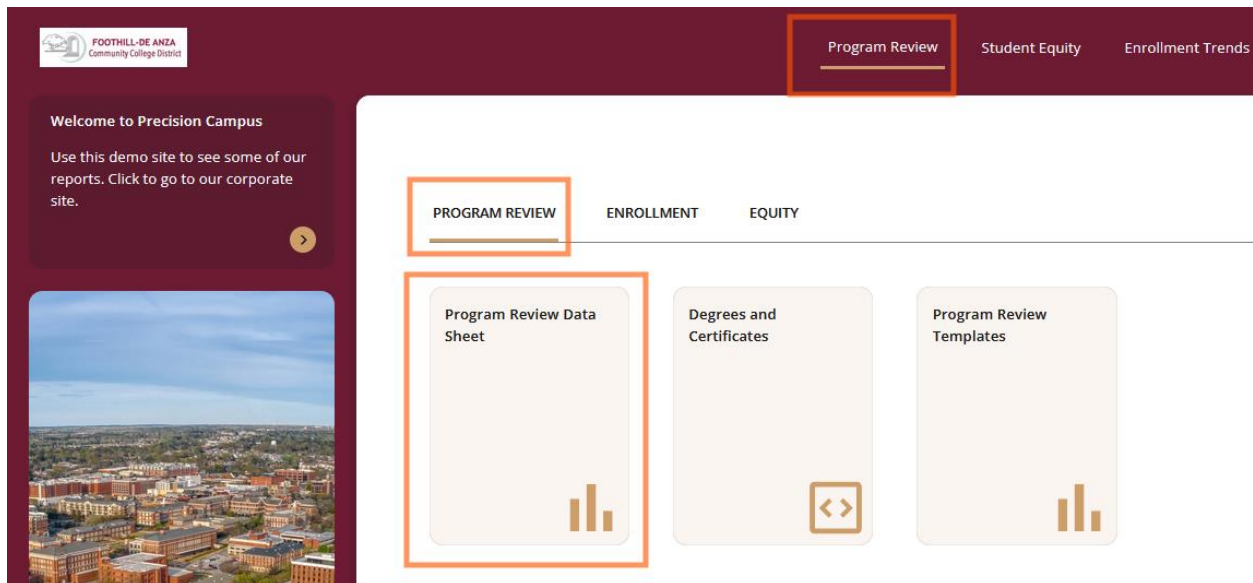 FOOTHILL-DE ANZA
Community College District
Program Review
Student Equity
Enrollment Trends
Welcome to Precision Campus
Use this demo site to see some of our
reports. Click to go to our corporate
site.
PROGRAM REVIEW
ENROLLMENT
EQUITY
Program Review Data
Sheet
Degrees and
Certificates
Program Review
Templates